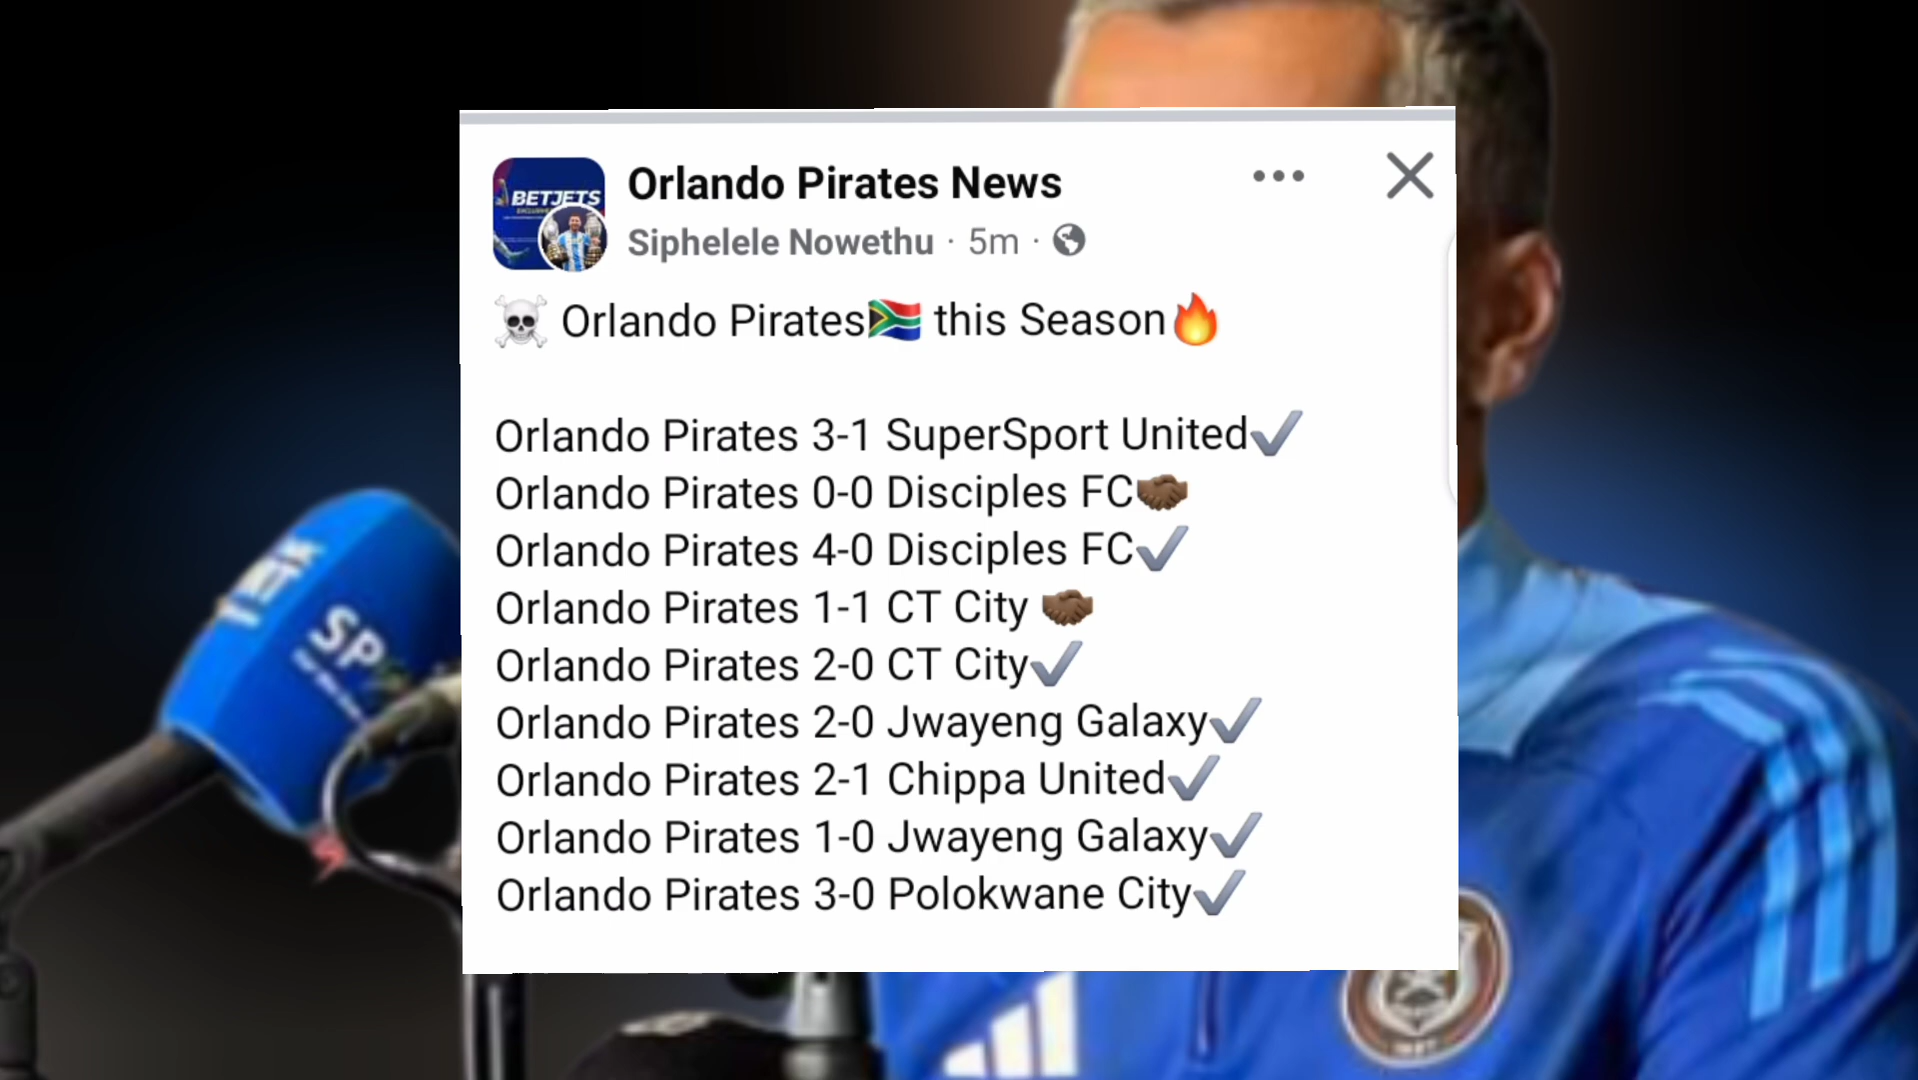 BETJETS
Orlando Pirates News
Siphelele Nowethu · 5m ·
☠️ Orlando Pirates🇿🇦 this Season🔥
Orlando Pirates 3-1 SuperSport United✔️
Orlando Pirates 0-0 Disciples FC🤝🏾
Orlando Pirates 4-0 Disciples FC✔️
Orlando Pirates 1-1 CT City 🤝🏾
Orlando Pirates 2-0 CT City✔️
Orlando Pirates 2-0 Jwayeng Galaxy✔️
Orlando Pirates 2-1 Chippa United✔️
Orlando Pirates 1-0 Jwayeng Galaxy✔️
Orlando Pirates 3-0 Polokwane City✔️